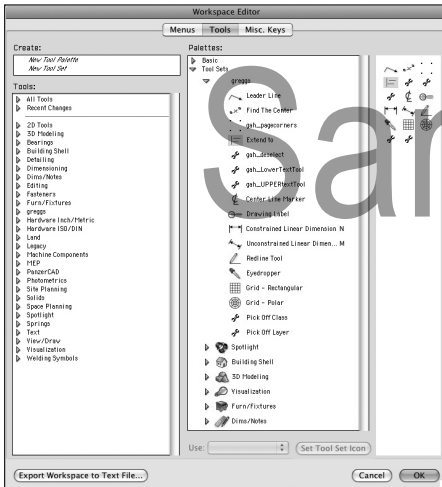 Workspace Editor
Menus Tools Misc. Keys
Create:
New Tool Palette
New Tool Set
Tools:
All Tools
Recent Changes
2D Tools
3D Modeling
Bearings
Building Shell
Detailing
Dimensioning
Dims/Notes
Editing
Fasteners
Furn/Fixtures
greggs
Hardware Inch/Metric
Hardware ISO/DIN
Land
Legacy
Machine Components
MEP
PanzerCAD
Photometrics
Site Planning
Solids
Space Planning
Spotlight
Springs
Text
View/Draw
Visualization
Welding Symbols
Palettes:
Basic
Tool Sets
greggs
Leader Line
Find The Center
gah_pagecorners
Extend to
gah_deselect
gah_LowerTextTool
gah_UPPERtextTool
Center Line Marker
Drawing Label
Constrained Linear Dimension N
Unconstrained Linear Dimen... M
Redline Tool
Eyedropper
Grid - Rectangular
Grid - Polar
Pick Off Class
Pick Off Layer
Spotlight
Building Shell
3D Modeling
Visualization
Furn/Fixtures
Dims/Notes
Use:
Set Tool Set Icon
Export Workspace to Text File...
Cancel OK
Sa